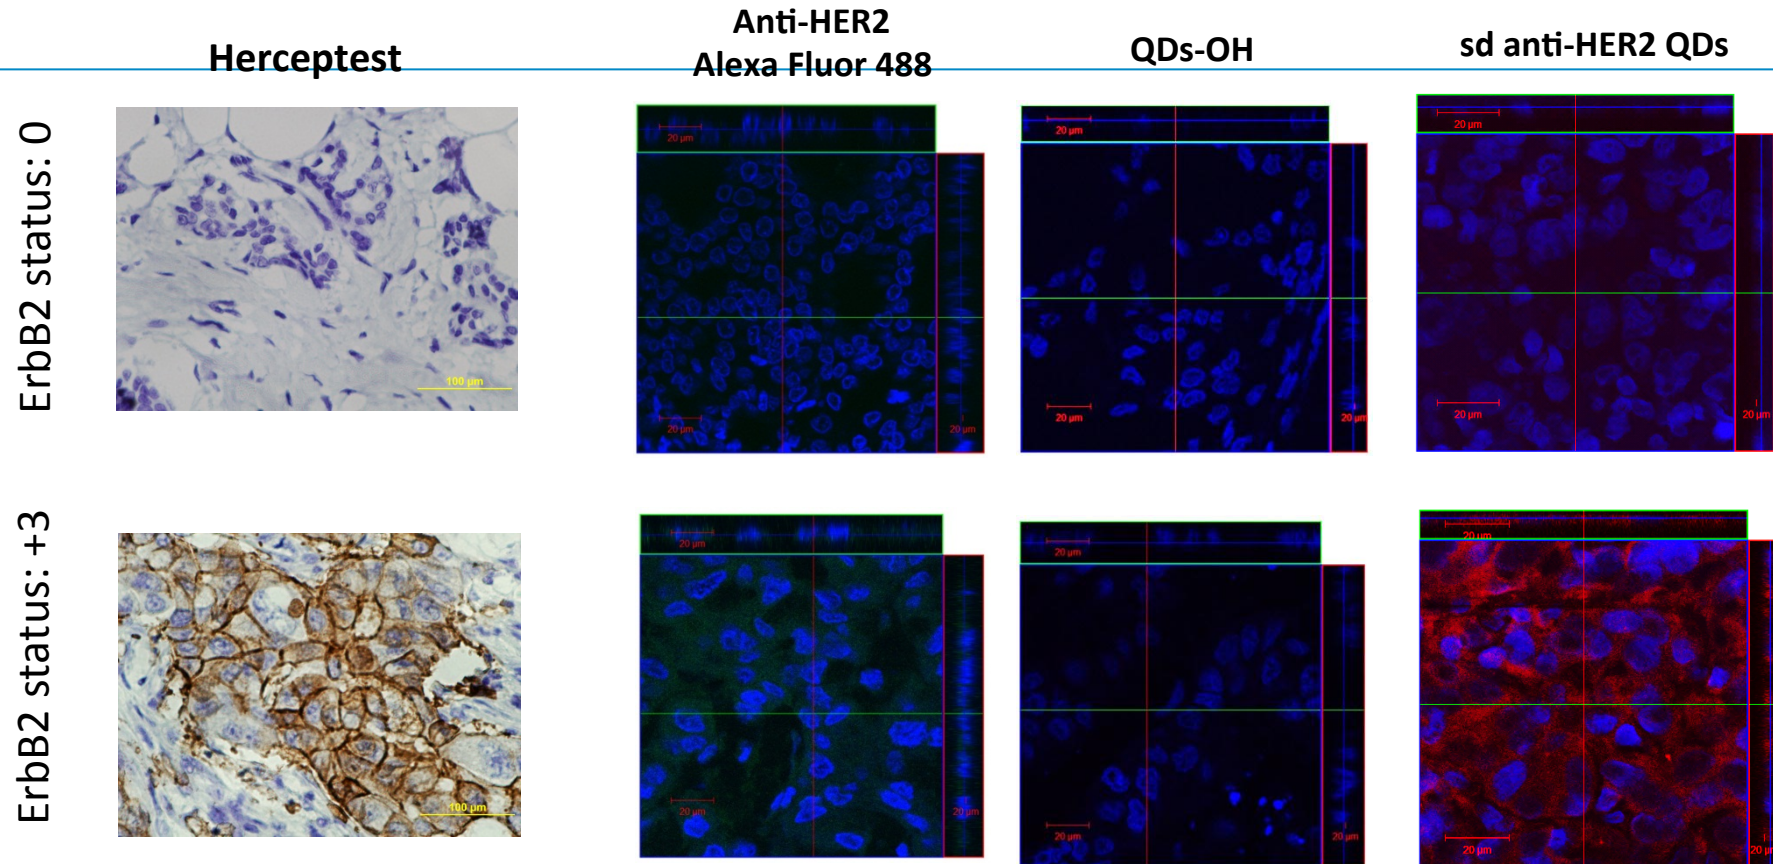 Herceptest
Anti-HER2
Alexa Fluor 488
QDs-OH
sd anti-HER2 QDs
ErbB2 status: 0
100 µm
20 µm
20 µm
20 µm
20 µm
20 µm
20 µm
20 µm
20 µm
20 µm
ErbB2 status: +3
100 µm
20 µm
20 µm
20 µm
20 µm
20 µm
20 µm
20 µm
20 µm
20 µ